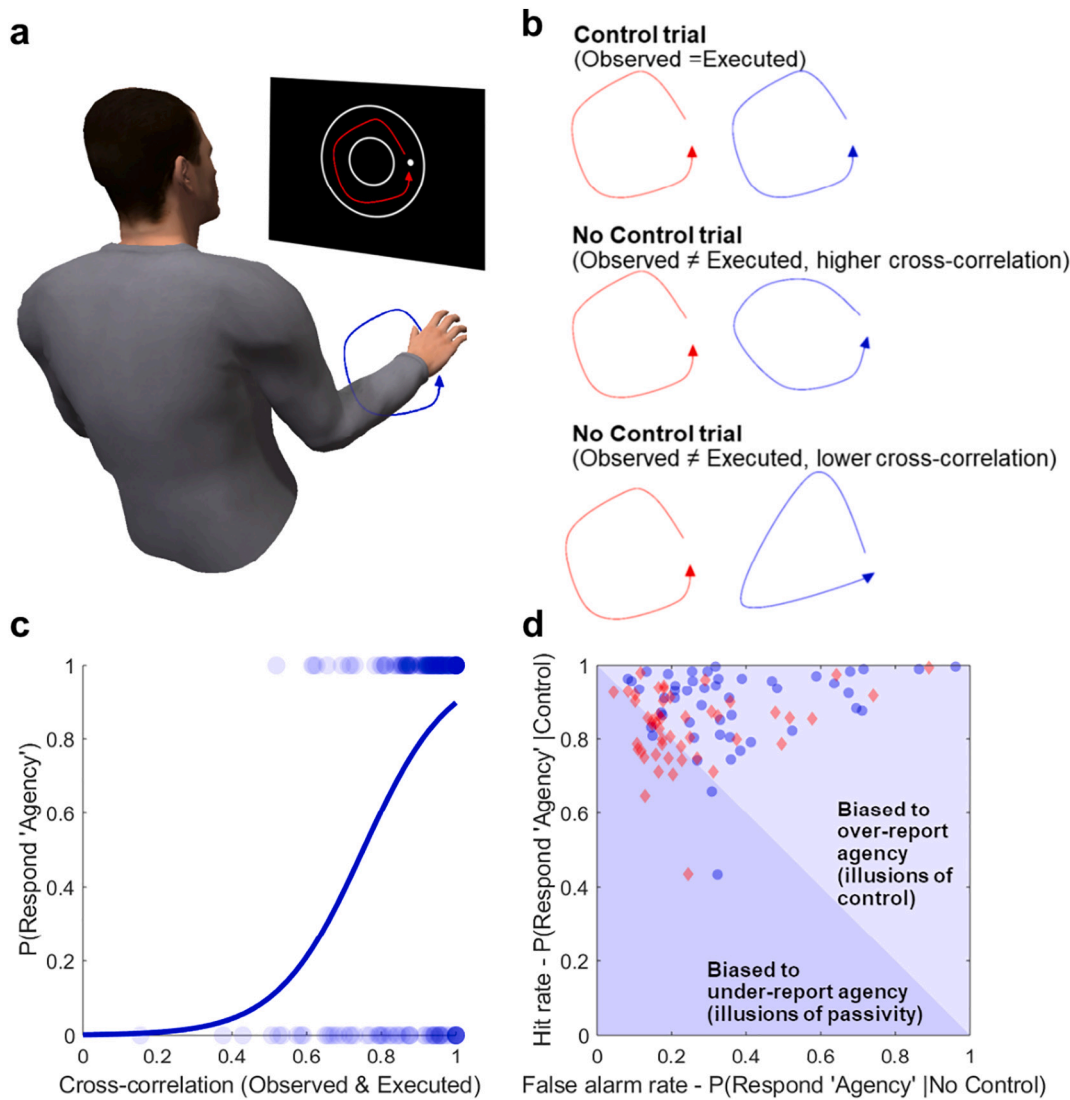 a
b
Control trial
(Observed =Executed)
No Control trial
(Observed ≠ Executed, higher cross-correlation)
No Control trial
(Observed ≠ Executed, lower cross-correlation)
c
P(Respond 'Agency')
1
0.8
0.6
0.4
0.2
0
0
0.2
0.4
0.6
0.8
1
Cross-correlation (Observed & Executed)
d
Hit rate - P(Respond 'Agency' |Control)
1
0.8
0.6
0.4
0.2
0
Biased to
over-report
agency
(illusions of
control)
Biased to
under-report agency
(illusions of passivity)
0
0.2
0.4
0.6
0.8
1
False alarm rate - P(Respond 'Agency' |No Control)